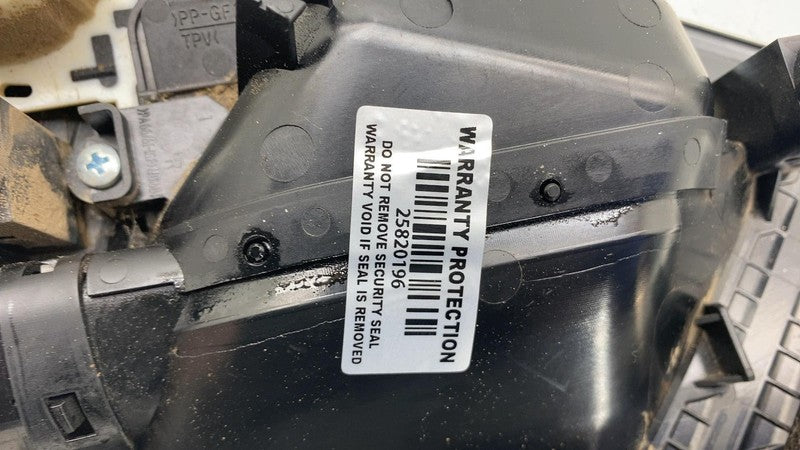 >PP-GF
TPV<
WARRANTY PROTECTION
25820196
DO NOT REMOVE SECURITY SEAL
WARRANTY VOID IF SEAL IS REMOVED